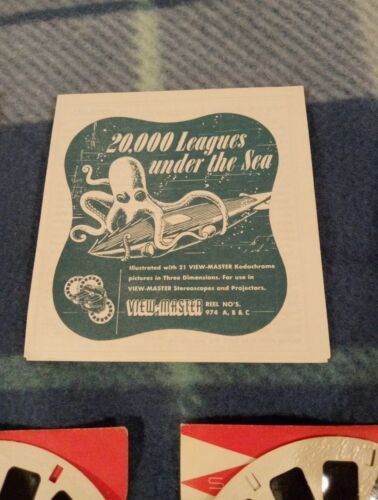 20,000 Leagues
under the Sea
Illustrated with 21 VIEW-MASTER Kodachrome
pictures in Three Dimensions. For use in
VIEW-MASTER Stereoscopes and Projectors.
VIEW-MASTER REEL NO'S.
974 A, B & C